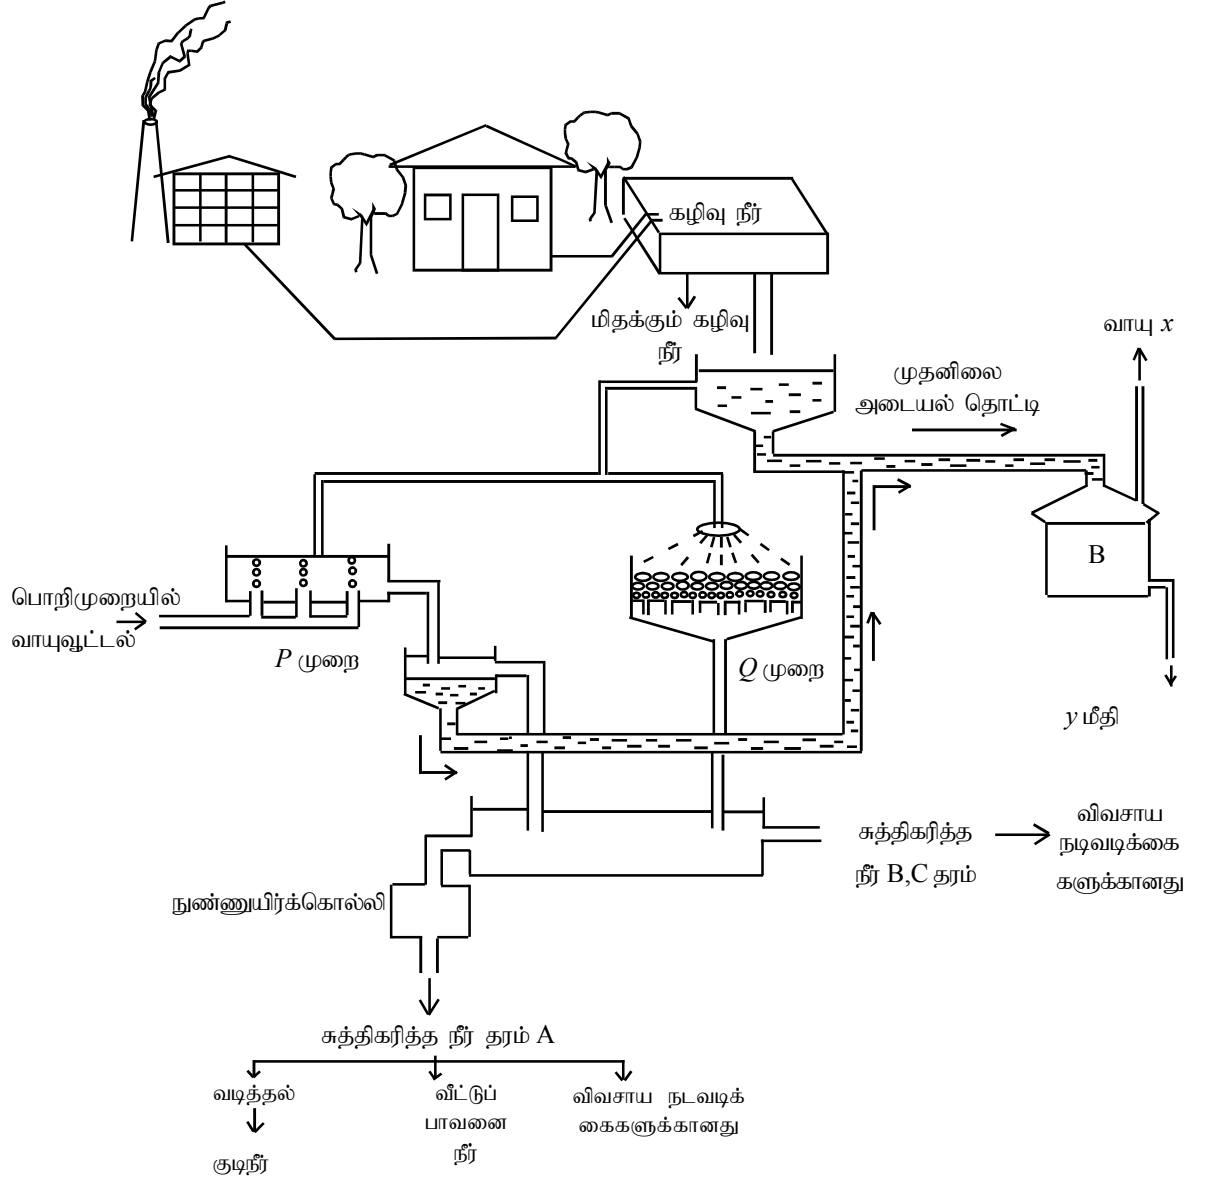 கழிவு நீர்
மிதக்கும் கழிவு
நீர்
வாயு x
முதனிலை
அடையல் தொட்டி
B
பொறிமுறையில்
வாயுவூட்டல்
P முறை
Q முறை
y மீதி
சுத்திகரித்த
நீர் B,C தரம்
விவசாய
நடிவடிக்கை
களுக்கானது
நுண்ணுயிர்க்கொல்லி
சுத்திகரித்த நீர் தரம் A
வடித்தல்
குடிநீர்
வீட்டுப்
பாவனை
நீர்
விவசாய நடவடிக்
கைகளுக்கானது